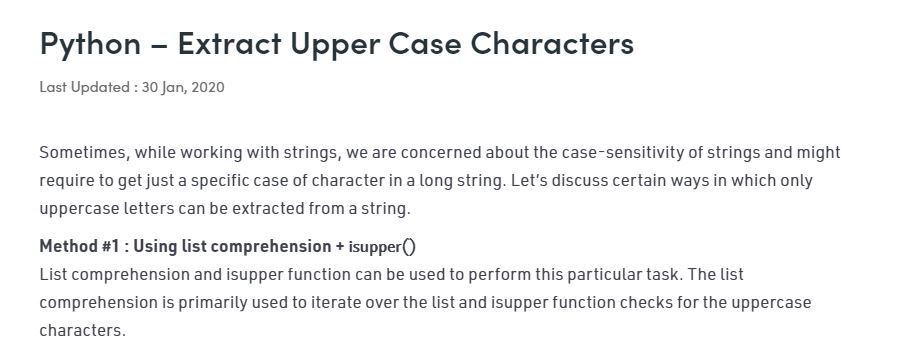 Python – Extract Upper Case Characters
Last Updated : 30 Jan, 2020
Sometimes, while working with strings, we are concerned about the case-sensitivity of strings and might
require to get just a specific case of character in a long string. Let’s discuss certain ways in which only
uppercase letters can be extracted from a string.
Method #1 : Using list comprehension + isupper()
List comprehension and isupper function can be used to perform this particular task. The list
comprehension is primarily used to iterate over the list and isupper function checks for the uppercase
characters.